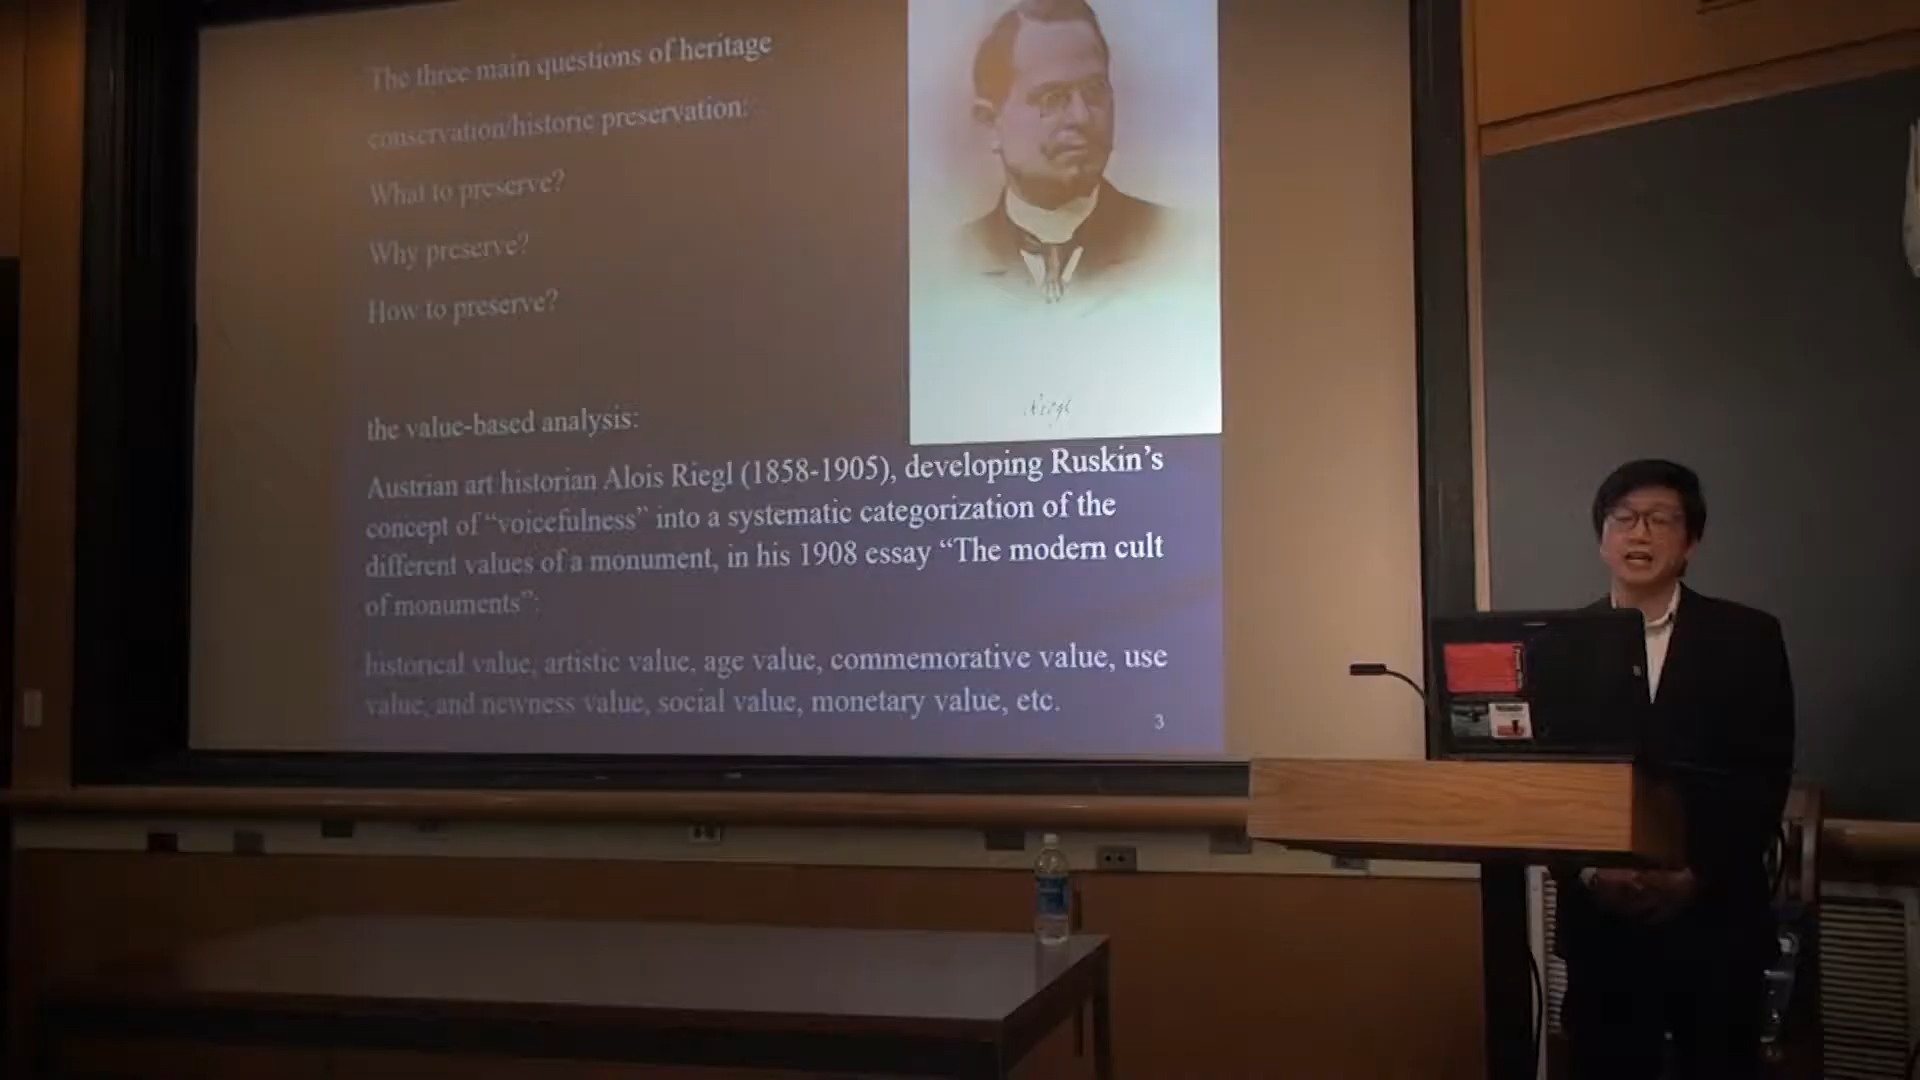 The three main questions of heritage
conservation/historic preservation:
What to preserve?
Why preserve?
How to preserve?
Riegl
the value-based analysis:
Austrian art historian Alois Riegl (1858-1905), developing Ruskin’s
concept of “voicefulness” into a systematic categorization of the
different values of a monument, in his 1908 essay “The modern cult
of monuments”:
historical value, artistic value, age value, commemorative value, use
value, and newness value, social value, monetary value, etc.
3